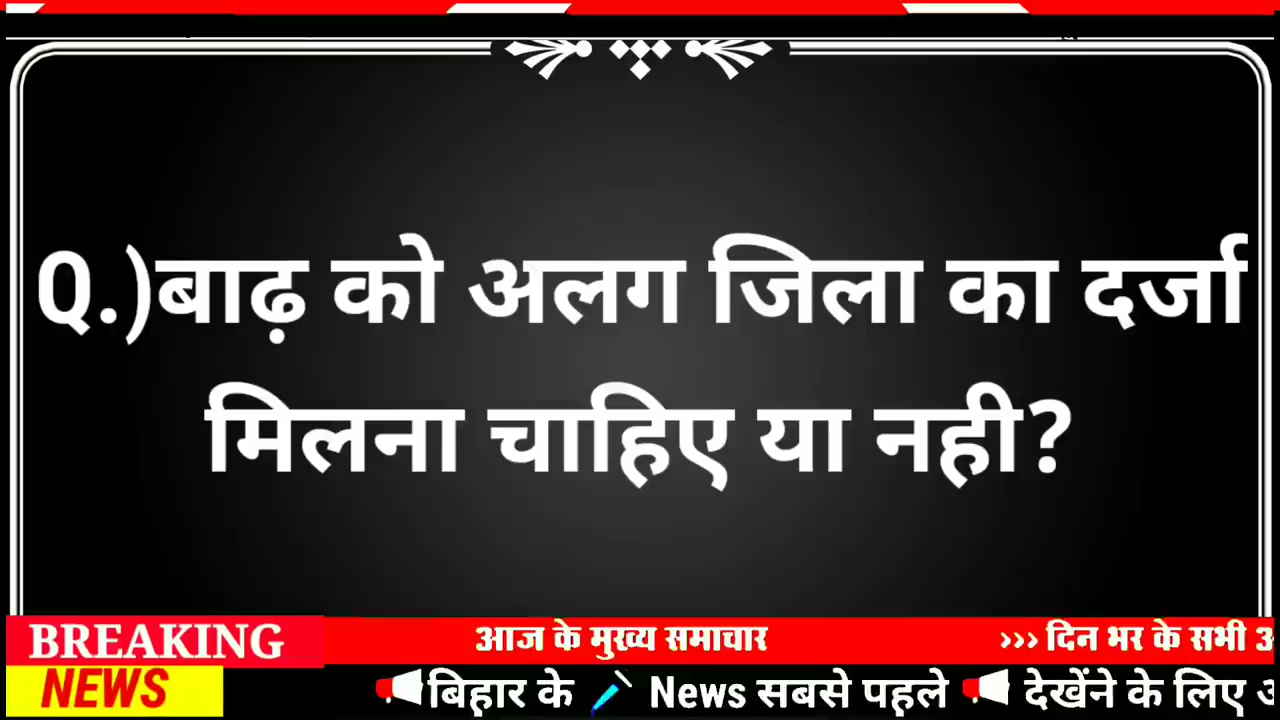 Q.)बाढ़ को अलग जिला का दर्जा
मिलना चाहिए या नही?
BREAKING
NEWS
आज के मुख्य समाचार
››› दिन भर के सभी
बिहार के
News सबसे पहले
देखेंने के लिए